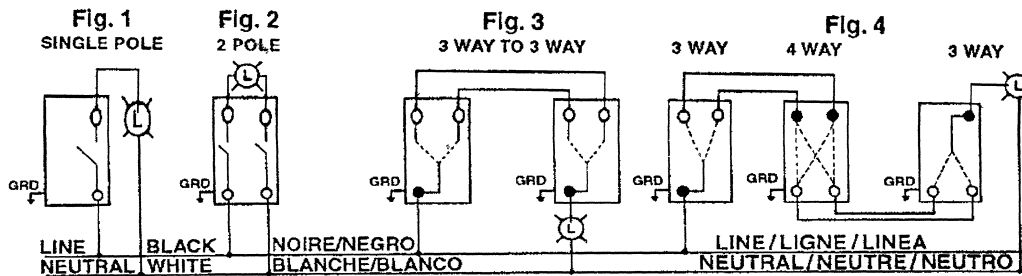 Fig. 1
SINGLE POLE
Fig. 2
2 POLE
Fig. 3
3 WAY TO 3 WAY
Fig. 4
3 WAY
4 WAY
3 WAY
L
L
L
L
GRD
GRD
GRD
GRD
GRD
GRD
GRD
LINE BLACK NOIRE/NEGRO LINE/LIGNE/LINEA
NEUTRAL WHITE BLANCHE/BLANCO NEUTRAL/NEUTRE/NEUTRO